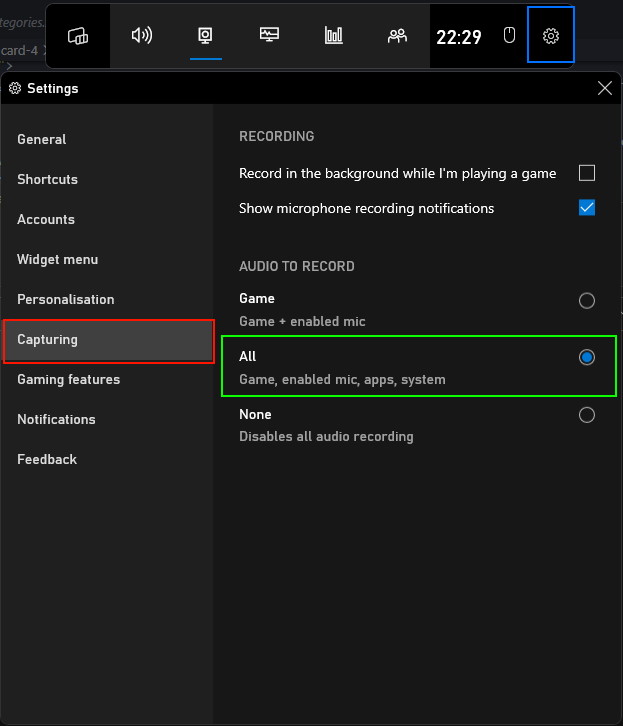 tegories.
card-4
22:29
Settings
General
Shortcuts
Accounts
Widget menu
Personalisation
Capturing
Gaming features
Notifications
Feedback
RECORDING
Record in the background while I'm playing a game
Show microphone recording notifications
AUDIO TO RECORD
Game
Game + enabled mic
All
Game, enabled mic, apps, system
None
Disables all audio recording